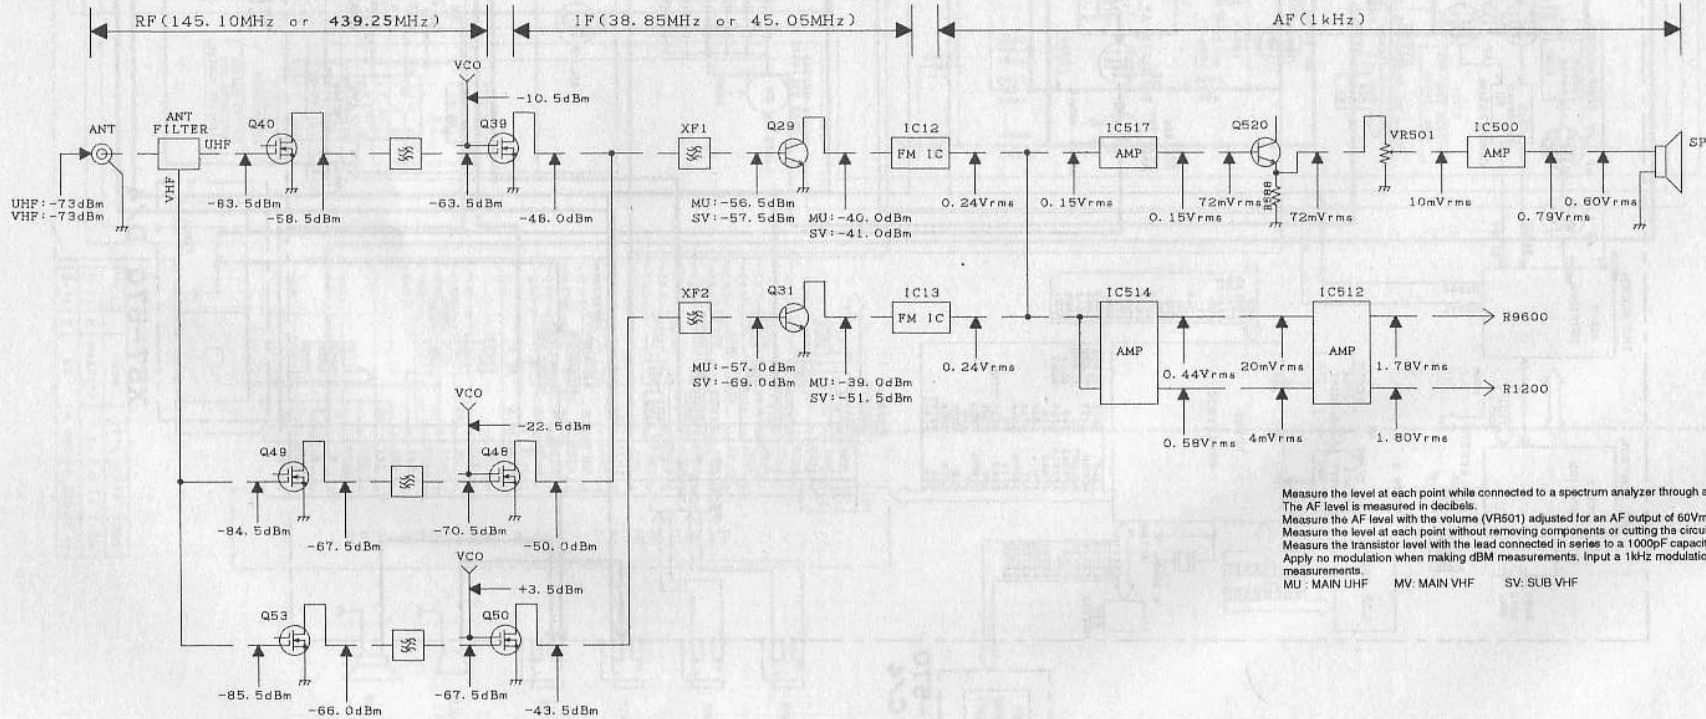 RF(145.10MHz or 439.25MHz)
IF(38.85MHz or 45.05MHz)
AF(1kHz)
VCO
-10.5dBm
ANT
ANT FILTER
UHF
VHF
Q40
Q39
XF1
Q29
IC12
FM IC
IC517
AMP
Q520
R888
VR501
IC500
AMP
SP
UHF:-73dBm
VHF:-73dBm
-83.5dBm
-58.5dBm
-63.5dBm
-46.0dBm
MU:-56.5dBm
SV:-57.5dBm
MU:-40.0dBm
SV:-41.0dBm
0.24Vrms
0.15Vrms
0.15Vrms
72mVrms
72mVrms
10mVrms
0.79Vrms
0.60Vrms
XF2
Q31
IC13
FM IC
IC514
AMP
IC512
AMP
R9600
R1200
MU:-57.0dBm
SV:-69.0dBm
MU:-39.0dBm
SV:-51.5dBm
0.24Vrms
0.44Vrms
20mVrms
1.78Vrms
0.58Vrms
4mVrms
1.80Vrms
VCO
-22.5dBm
Q49
Q48
-84.5dBm
-67.5dBm
-70.5dBm
-50.0dBm
VCO
+3.5dBm
Q53
Q50
-85.5dBm
-66.0dBm
-67.5dBm
-43.5dBm
Measure the level at each point while connected to a spectrum analyzer through a
The AF level is measured in decibels.
Measure the AF level with the volume (VR501) adjusted for an AF output of 60Vm
Measure the level at each point without removing components or cutting the circu
Measure the transistor level with the lead connected in series to a 1000pF capacit
Apply no modulation when making dBM measurements. Input a 1kHz modulatio
measurements.
MU : MAIN UHF MV: MAIN VHF SV: SUB VHF